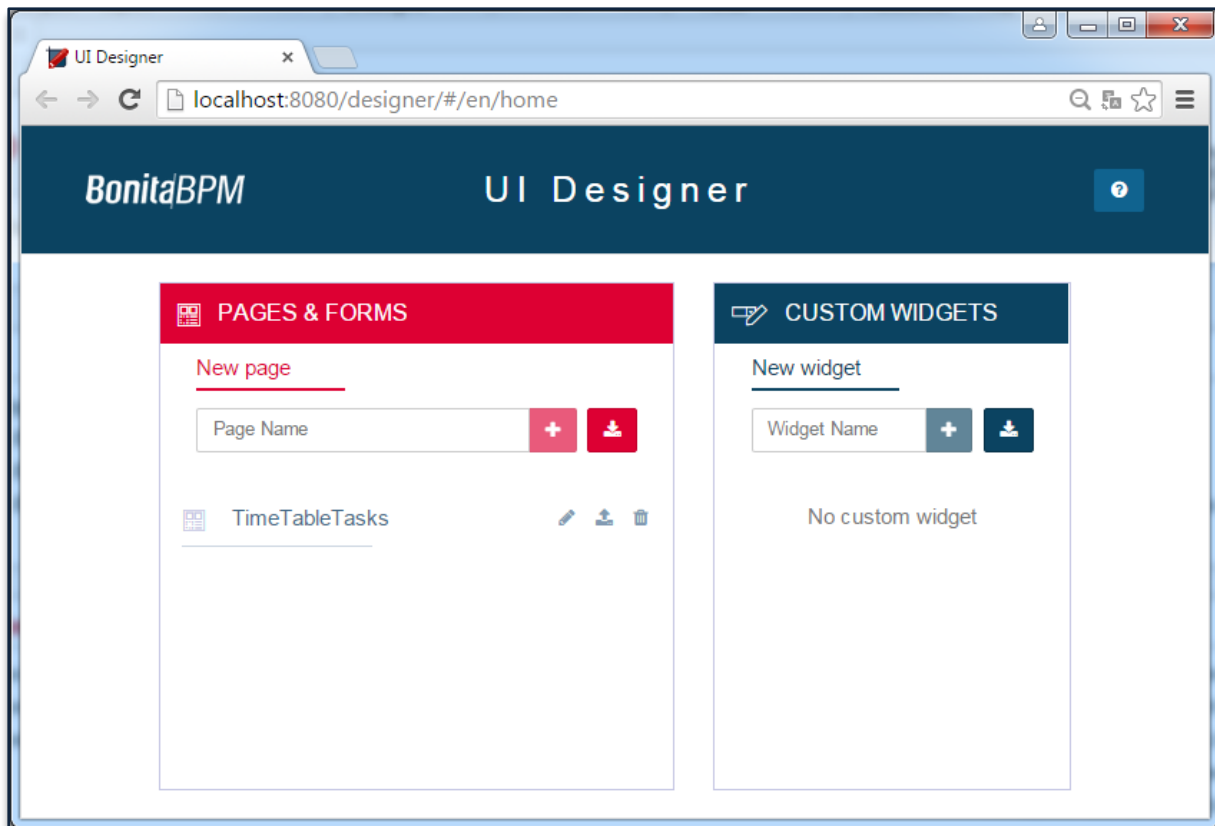 UI Designer
localhost:8080/designer/#/en/home
BonitaBPM
UI Designer
PAGES & FORMS
New page
Page Name
TimeTableTasks
CUSTOM WIDGETS
New widget
Widget Name
No custom widget